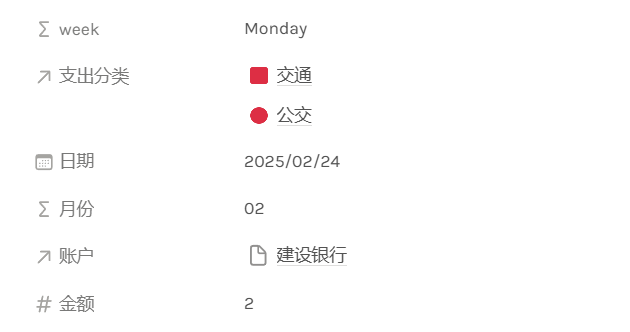 week Monday
支出分类 交通
公交
日期 2025/02/24
月份 02
账户 建设银行
金额 2